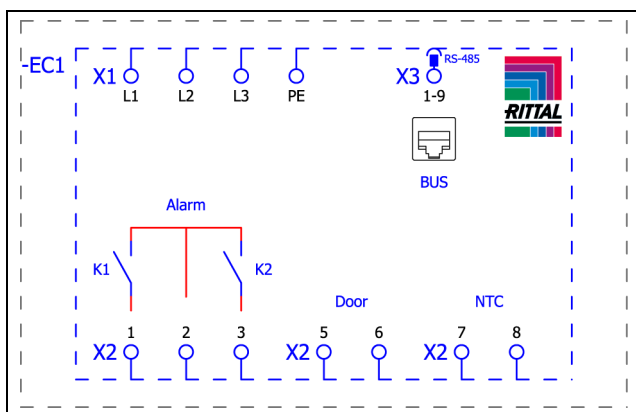 -EC1
X1
X3
RS-485
L1 L2 L3 PE 1-9
RITTAL
BUS
Alarm
K1 K2
Door NTC
1 2 3 5 6 7 8
X2 X2 X2